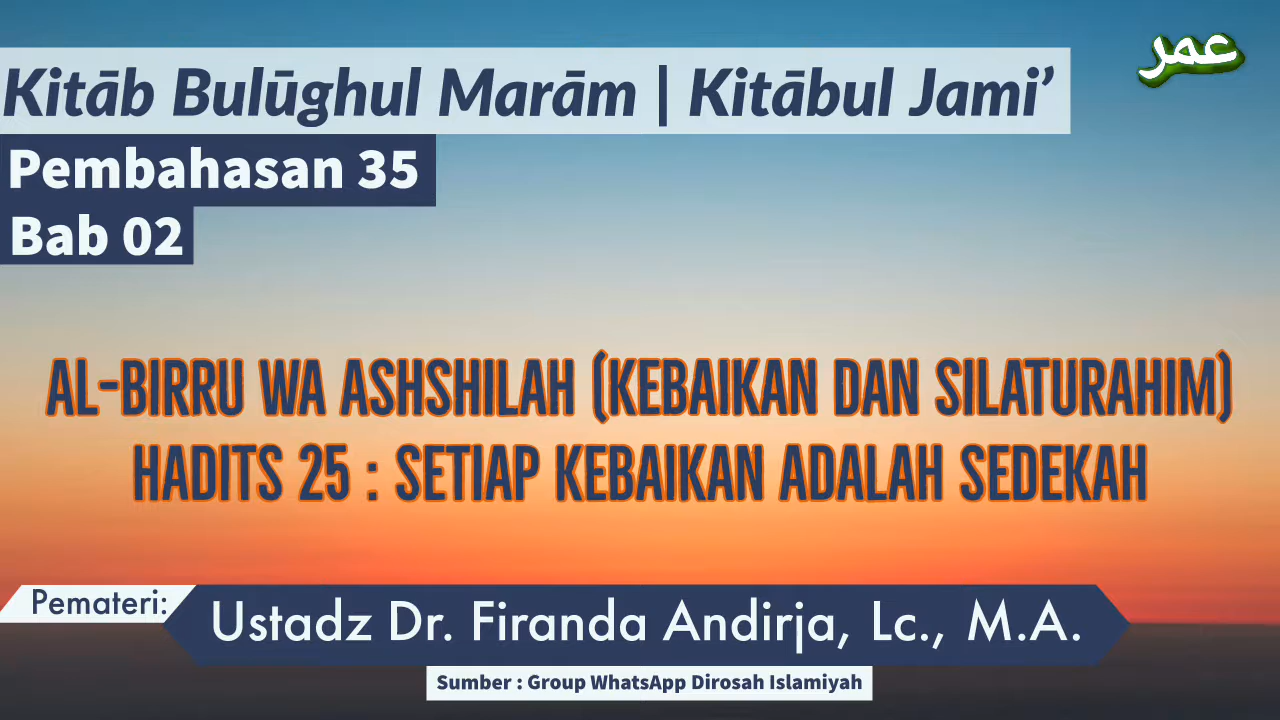 Kitāb Bulūghul Marām | Kitābul Jami’
عمر
Pembahasan 35
Bab 02
AL-BIRRU WA ASHSHILAH (KEBAIKAN DAN SILATURAHIM)
HADITS 25 : SETIAP KEBAIKAN ADALAH SEDEKAH
Pemateri:
Ustadz Dr. Firanda Andirja, Lc., M.A.
Sumber : Group WhatsApp Dirosah Islamiyah